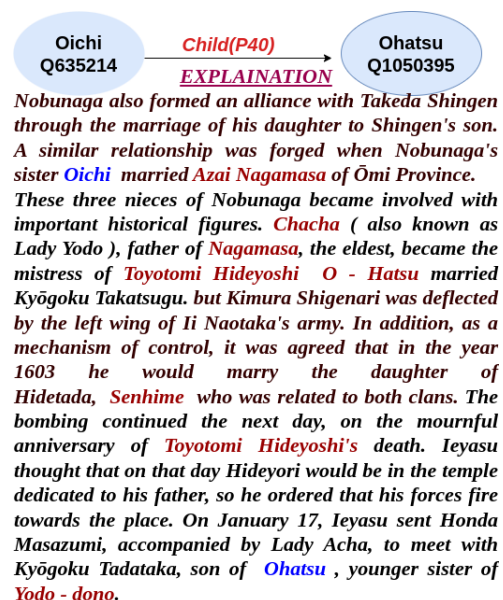 Oichi
Q635214
Child(P40)
Ohatsu
Q1050395
EXPLAINATION
Nobunaga also formed an alliance with Takeda Shingen
through the marriage of his daughter to Shingen's son.
A similar relationship was forged when Nobunaga's
sister Oichi married Azai Nagamasa of Ōmi Province.
These three nieces of Nobunaga became involved with
important historical figures. Chacha ( also known as
Lady Yodo ), father of Nagamasa, the eldest, became the
mistress of Toyotomi Hideyoshi O - Hatsu married
Kyōgoku Takatsugu. but Kimura Shigenari was deflected
by the left wing of Ii Naotaka's army. In addition, as a
mechanism of control, it was agreed that in the year
1603 he would marry the daughter of
Hidetada, Senhime who was related to both clans. The
bombing continued the next day, on the mournful
anniversary of Toyotomi Hideyoshi's death. Ieyasu
thought that on that day Hideyori would be in the temple
dedicated to his father, so he ordered that his forces fire
towards the place. On January 17, Ieyasu sent Honda
Masazumi, accompanied by Lady Acha, to meet with
Kyōgoku Tadataka, son of Ohatsu , younger sister of
Yodo - dono.